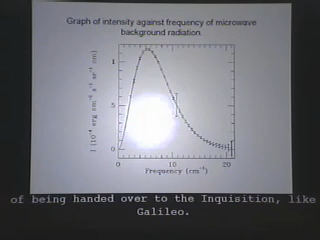 Graph of intensity against frequency of microwave
background radiation.
I (10⁻⁴ erg cm⁻² s⁻¹ sr⁻¹ cm)
1
.5
0
0
10
20
Frequency (cm⁻¹)
of being handed over to the Inquisition, like
Galileo.